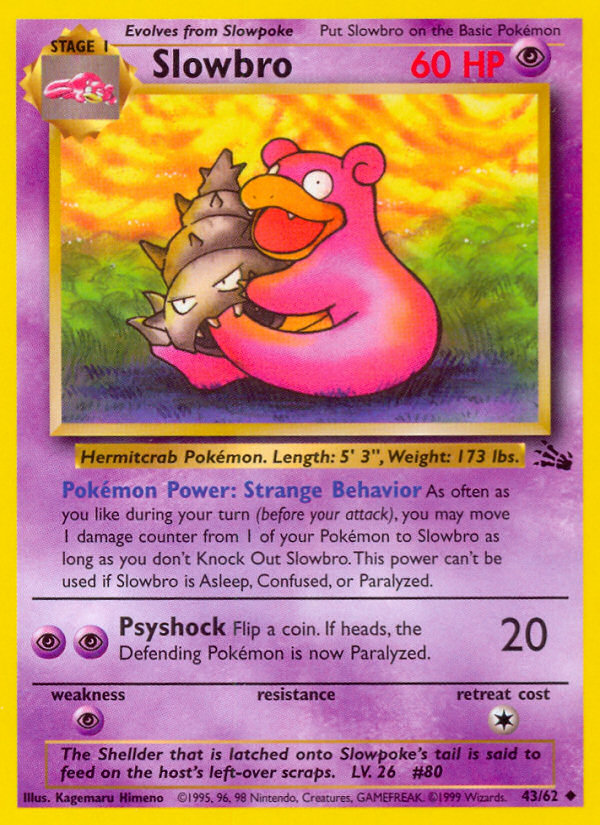 Evolves from Slowpoke Put Slowbro on the Basic Pokémon
STAGE 1
Slowbro 60 HP
Hermitcrab Pokémon. Length: 5' 3", Weight: 173 lbs.
Pokémon Power: Strange Behavior As often as
you like during your turn (before your attack), you may move
1 damage counter from 1 of your Pokémon to Slowbro as
long as you don't Knock Out Slowbro. This power can't be
used if Slowbro is Asleep, Confused, or Paralyzed.
Psyshock Flip a coin. If heads, the
Defending Pokémon is now Paralyzed.
20
weakness resistance retreat cost
The Shellder that is latched onto Slowpoke's tail is said to
feed on the host's left-over scraps. LV. 26 #80
Illus. Kagemaru Himeno ©1995, 96, 98 Nintendo, Creatures, GAMEFREAK. ©1999 Wizards. 43/62